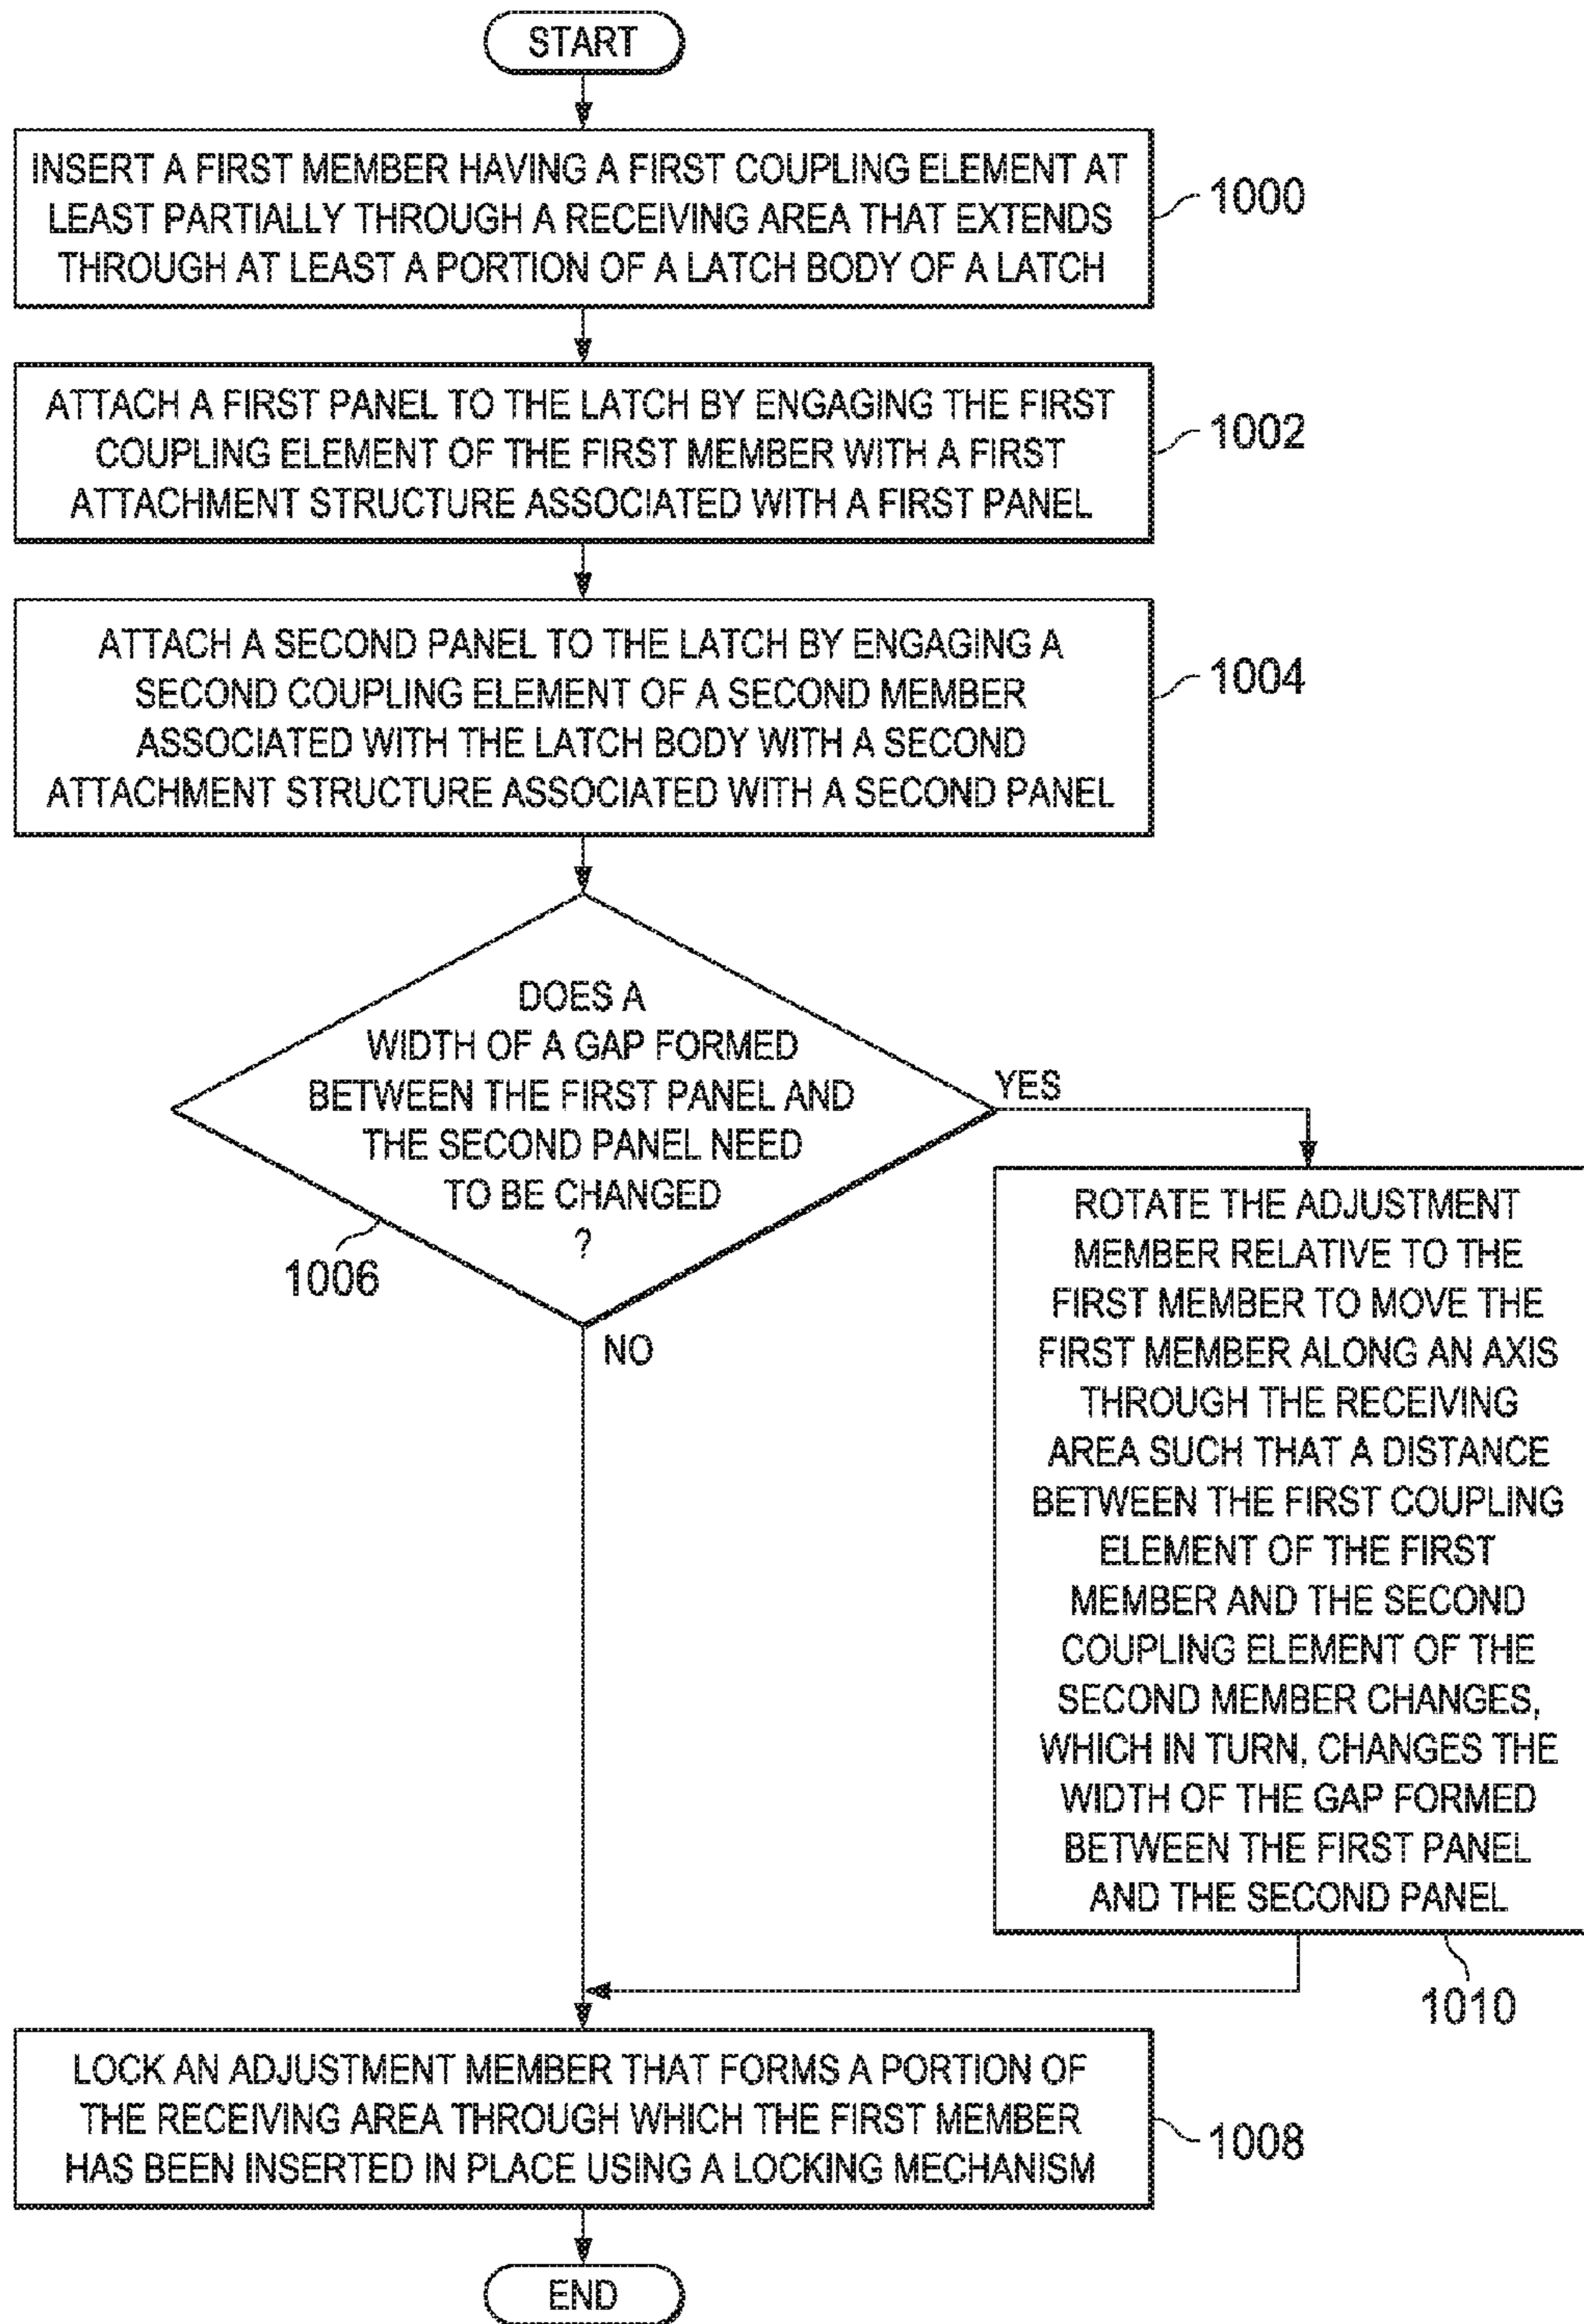 START
INSERT A FIRST MEMBER HAVING A FIRST COUPLING ELEMENT AT
LEAST PARTIALLY THROUGH A RECEIVING AREA THAT EXTENDS
THROUGH AT LEAST A PORTION OF A LATCH BODY OF A LATCH
1000
ATTACH A FIRST PANEL TO THE LATCH BY ENGAGING THE FIRST
COUPLING ELEMENT OF THE FIRST MEMBER WITH A FIRST
ATTACHMENT STRUCTURE ASSOCIATED WITH A FIRST PANEL
1002
ATTACH A SECOND PANEL TO THE LATCH BY ENGAGING A
SECOND COUPLING ELEMENT OF A SECOND MEMBER
ASSOCIATED WITH THE LATCH BODY WITH A SECOND
ATTACHMENT STRUCTURE ASSOCIATED WITH A SECOND PANEL
1004
DOES A
WIDTH OF A GAP FORMED
BETWEEN THE FIRST PANEL AND
THE SECOND PANEL NEED
TO BE CHANGED
?
1006
YES
NO
ROTATE THE ADJUSTMENT
MEMBER RELATIVE TO THE
FIRST MEMBER TO MOVE THE
FIRST MEMBER ALONG AN AXIS
THROUGH THE RECEIVING
AREA SUCH THAT A DISTANCE
BETWEEN THE FIRST COUPLING
ELEMENT OF THE FIRST
MEMBER AND THE SECOND
COUPLING ELEMENT OF THE
SECOND MEMBER CHANGES,
WHICH IN TURN, CHANGES THE
WIDTH OF THE GAP FORMED
BETWEEN THE FIRST PANEL
AND THE SECOND PANEL
1010
LOCK AN ADJUSTMENT MEMBER THAT FORMS A PORTION OF
THE RECEIVING AREA THROUGH WHICH THE FIRST MEMBER
HAS BEEN INSERTED IN PLACE USING A LOCKING MECHANISM
1008
END